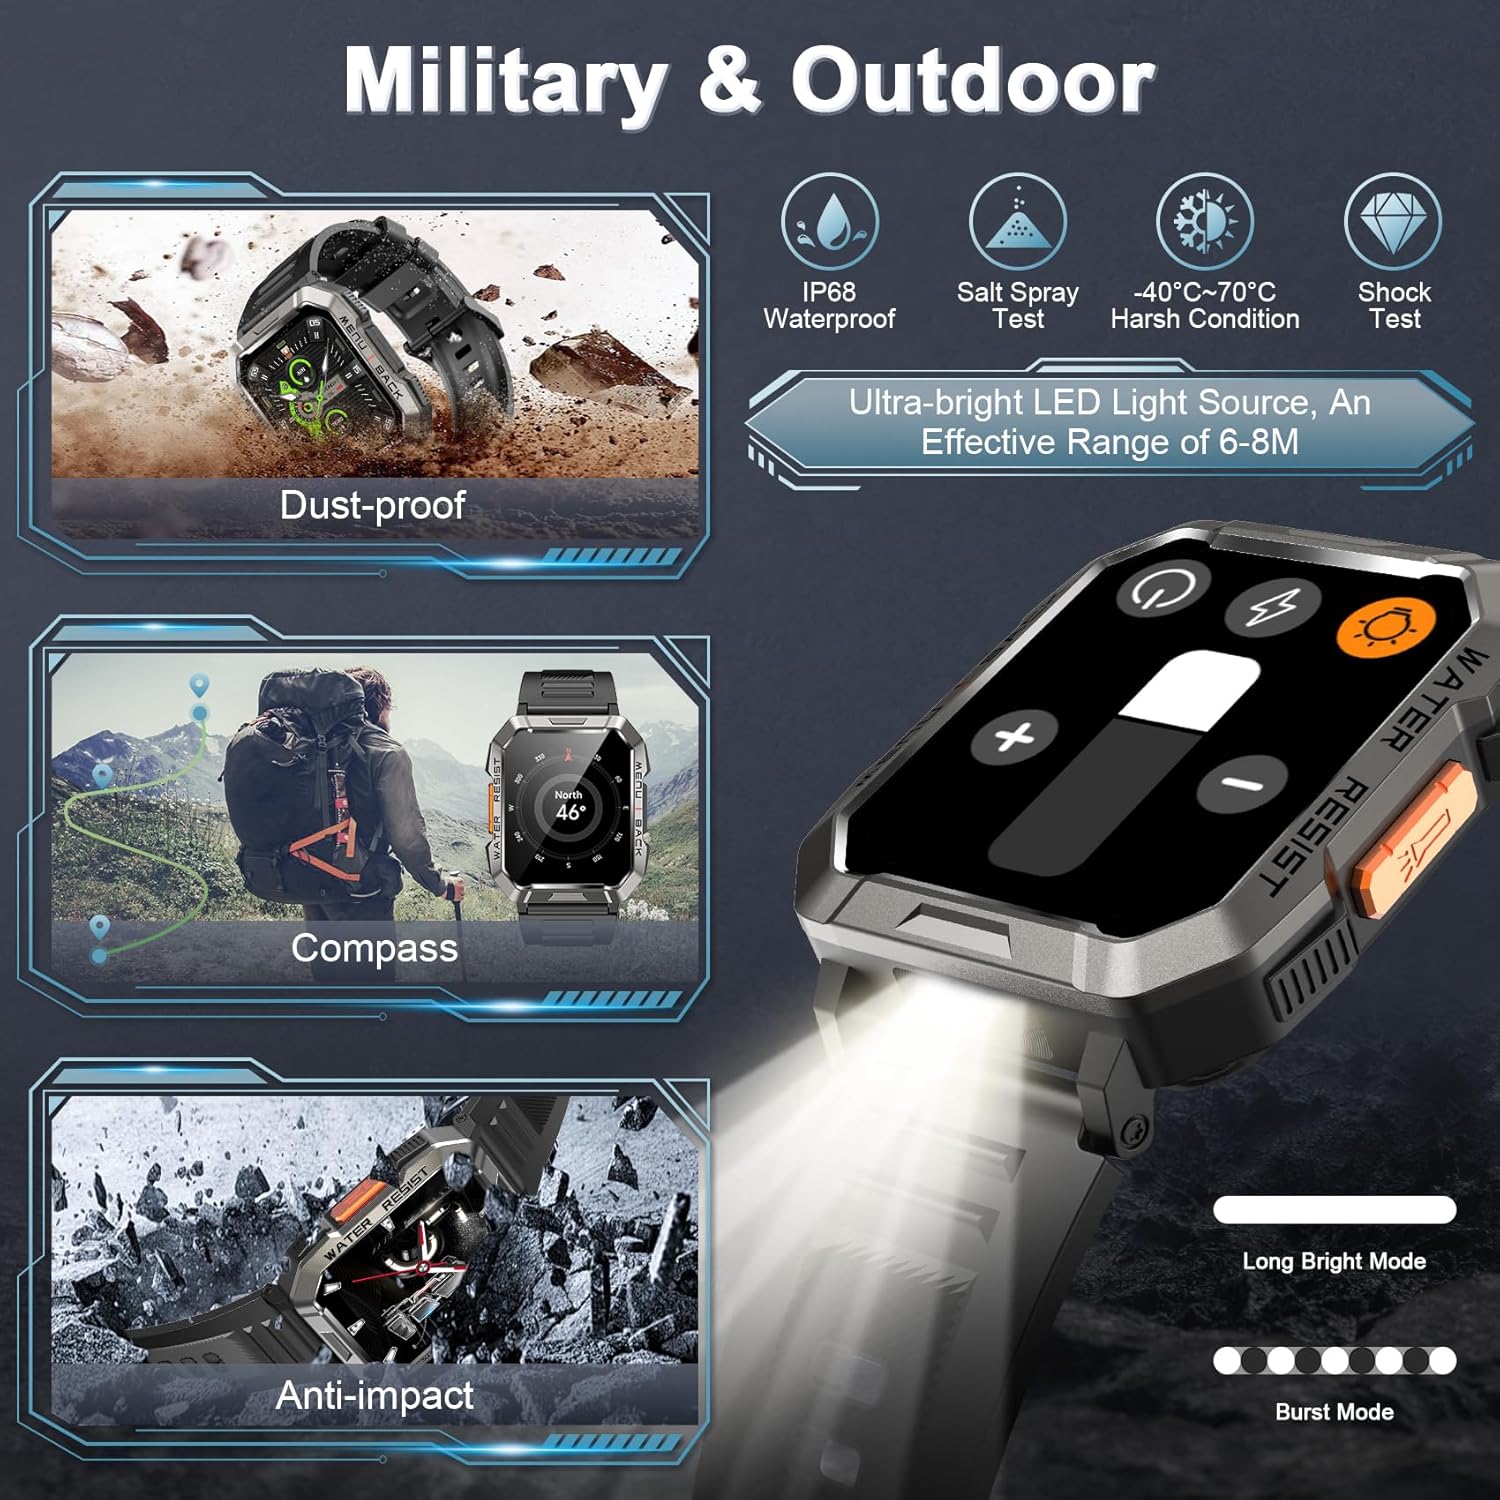 Military & Outdoor
IP68
Waterproof
Salt Spray
Test
-40°C~70°C
Harsh Condition
Shock
Test
Ultra-bright LED Light Source, An
Effective Range of 6-8M
MENU
BACK
Dust-proof
WATER RESIST
MENU
BACK
North
46°
Compass
WATER RESIST
WATER RESIST
Anti-impact
Long Bright Mode
Burst Mode